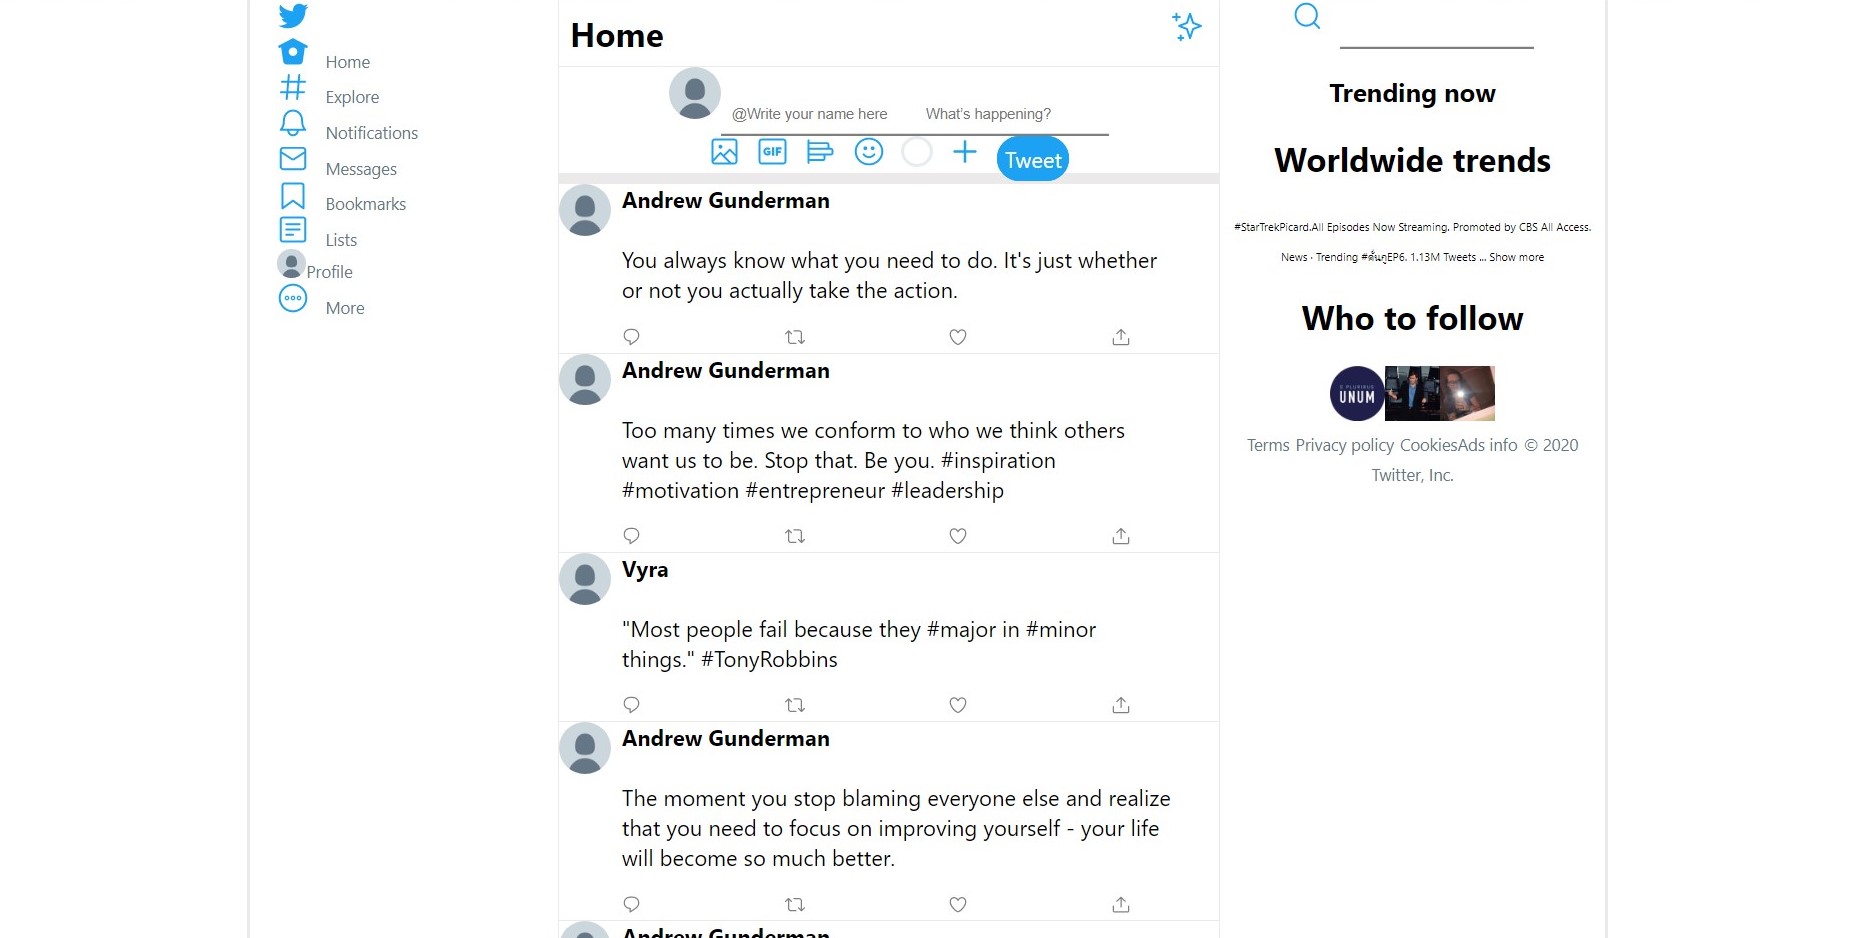 Home
Explore
Notifications
Messages
Bookmarks
Lists
Profile
More
Home
@Write your name here What's happening?
GIF
Tweet
Andrew Gunderman
You always know what you need to do. It's just whether
or not you actually take the action.
Andrew Gunderman
Too many times we conform to who we think others
want us to be. Stop that. Be you. #inspiration
#motivation #entrepreneur #leadership
Vyra
"Most people fail because they #major in #minor
things." #TonyRobbins
Andrew Gunderman
The moment you stop blaming everyone else and realize
that you need to focus on improving yourself - your life
will become so much better.
Andrew Gunderman
Trending now
Worldwide trends
#StarTrekPicard.All Episodes Now Streaming. Promoted by CBS All Access.
News · Trending #คั่นกูEP6. 1.13M Tweets ... Show more
Who to follow
E PLURIBUS
UNUM
Terms Privacy policy CookiesAds info © 2020
Twitter, Inc.